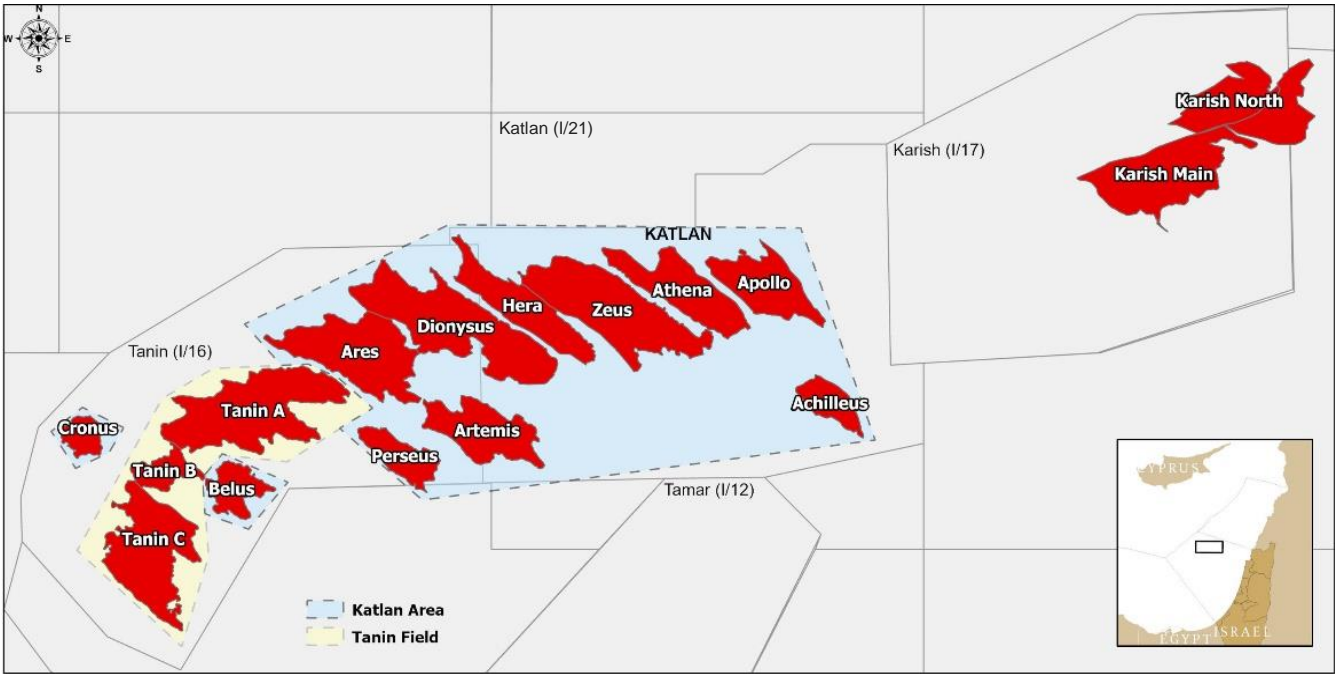 N
W E
S
Karish North
Katlan (I/21)
Karish (I/17)
Karish Main
KATLAN
Apollo
Athena
Hera
Zeus
Dionysus
Tanin (I/16)
Ares
Achilleus
Tanin A
Cronus
Artemis
Perseus
Tanin B
Belus
Tamar (I/12)
Tanin C
Katlan Area
Tanin Field
CYPRUS
ISRAEL
EGYPT